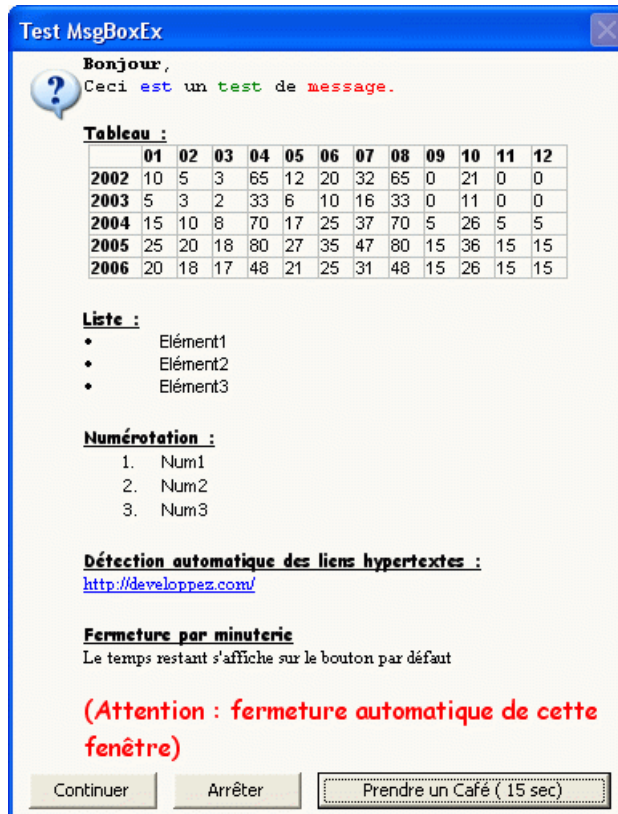 Test MsgBoxEx
Bonjour,
Ceci est un test de message.
Tableau :
01 02 03 04 05 06 07 08 09 10 11 12
2002 10 5 3 65 12 20 32 65 0 21 0 0
2003 5 3 2 33 6 10 16 33 0 11 0 0
2004 15 10 8 70 17 25 37 70 5 26 5 5
2005 25 20 18 80 27 35 47 80 15 36 15 15
2006 20 18 17 48 21 25 31 48 15 26 15 15
Liste :
• Elément1
• Elément2
• Elément3
Numérotation :
1. Num1
2. Num2
3. Num3
Détection automatique des liens hypertextes :
http://developpez.com/
Fermeture par minuterie
Le temps restant s'affiche sur le bouton par défaut
(Attention : fermeture automatique de cette
fenêtre)
Continuer Arrêter Prendre un Café ( 15 sec)